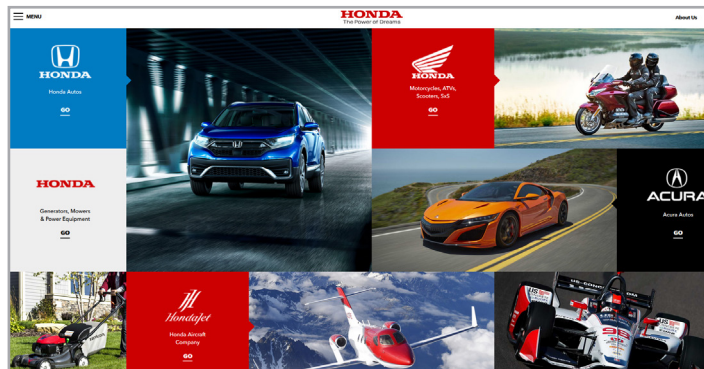 MENU
HONDA
The Power of Dreams
About Us
HONDA
Honda Autos
GO
HONDA
Motorcycles, ATVs,
Scooters, SxS
GO
HONDA
Generators, Mowers
& Power Equipment
GO
ACURA
Acura Autos
GO
HondaJet
Honda Aircraft
Company
GO
98